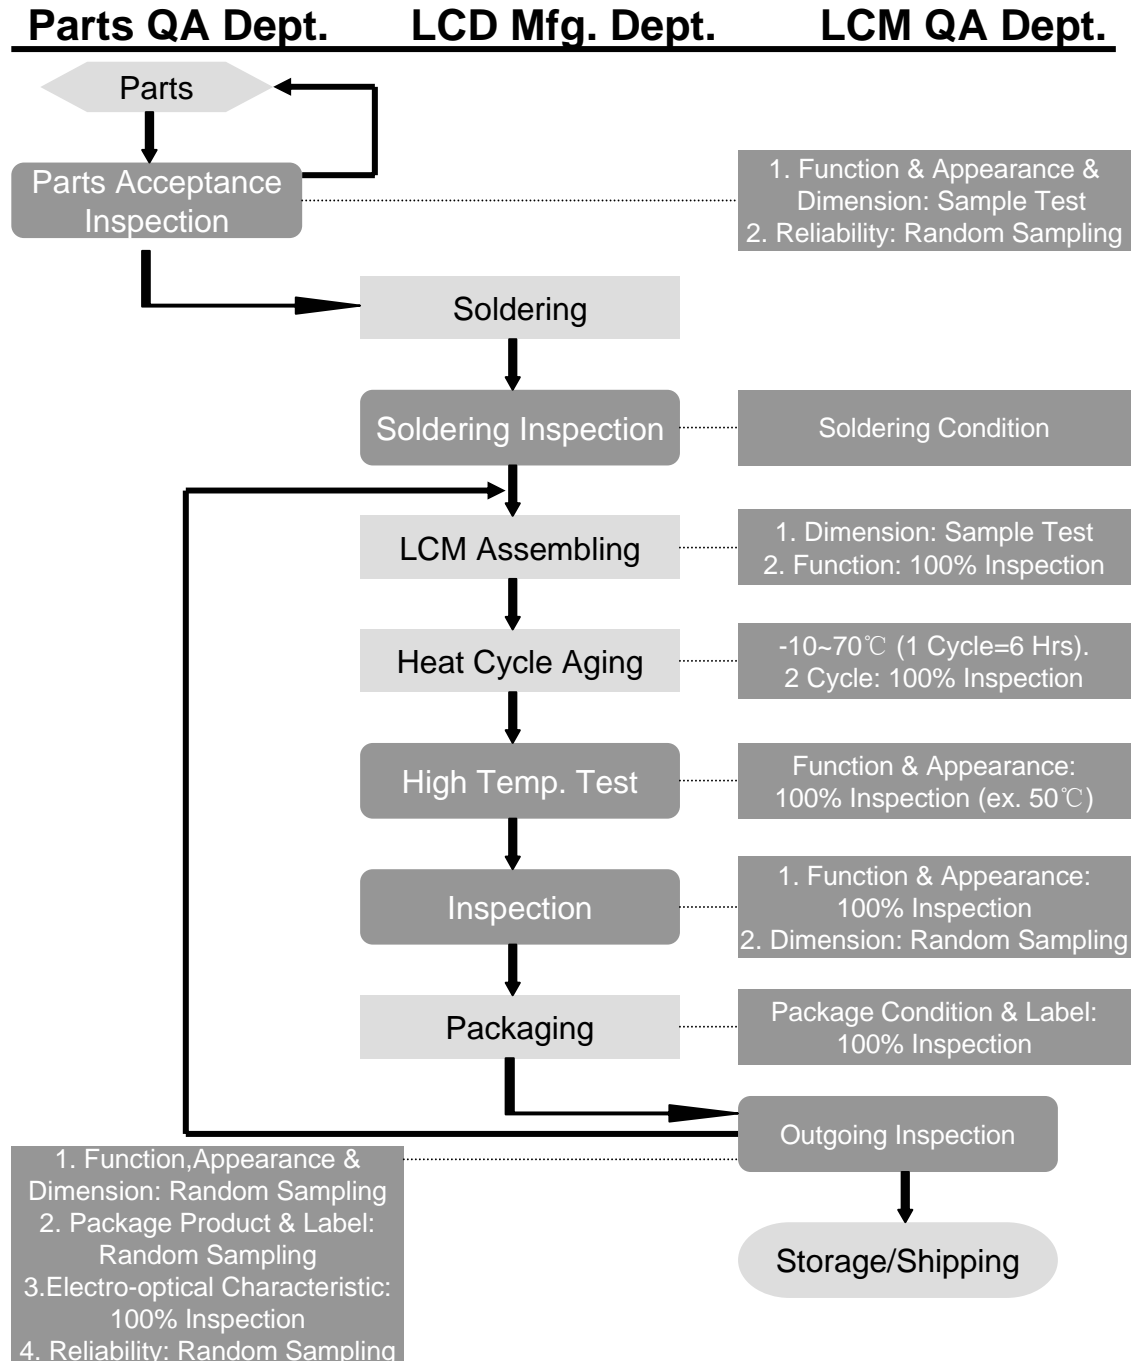 Parts QA Dept. LCD Mfg. Dept. LCM QA Dept.
Parts
Parts Acceptance
Inspection
1. Function & Appearance &
Dimension: Sample Test
2. Reliability: Random Sampling
Soldering
Soldering Inspection
Soldering Condition
LCM Assembling
1. Dimension: Sample Test
2. Function: 100% Inspection
Heat Cycle Aging
-10~70℃ (1 Cycle=6 Hrs).
2 Cycle: 100% Inspection
High Temp. Test
Function & Appearance:
100% Inspection (ex. 50℃)
Inspection
1. Function & Appearance:
100% Inspection
2. Dimension: Random Sampling
Packaging
Package Condition & Label:
100% Inspection
Outgoing Inspection
1. Function,Appearance &
Dimension: Random Sampling
2. Package Product & Label:
Random Sampling
3.Electro-optical Characteristic:
100% Inspection
4. Reliability: Random Sampling
Storage/Shipping